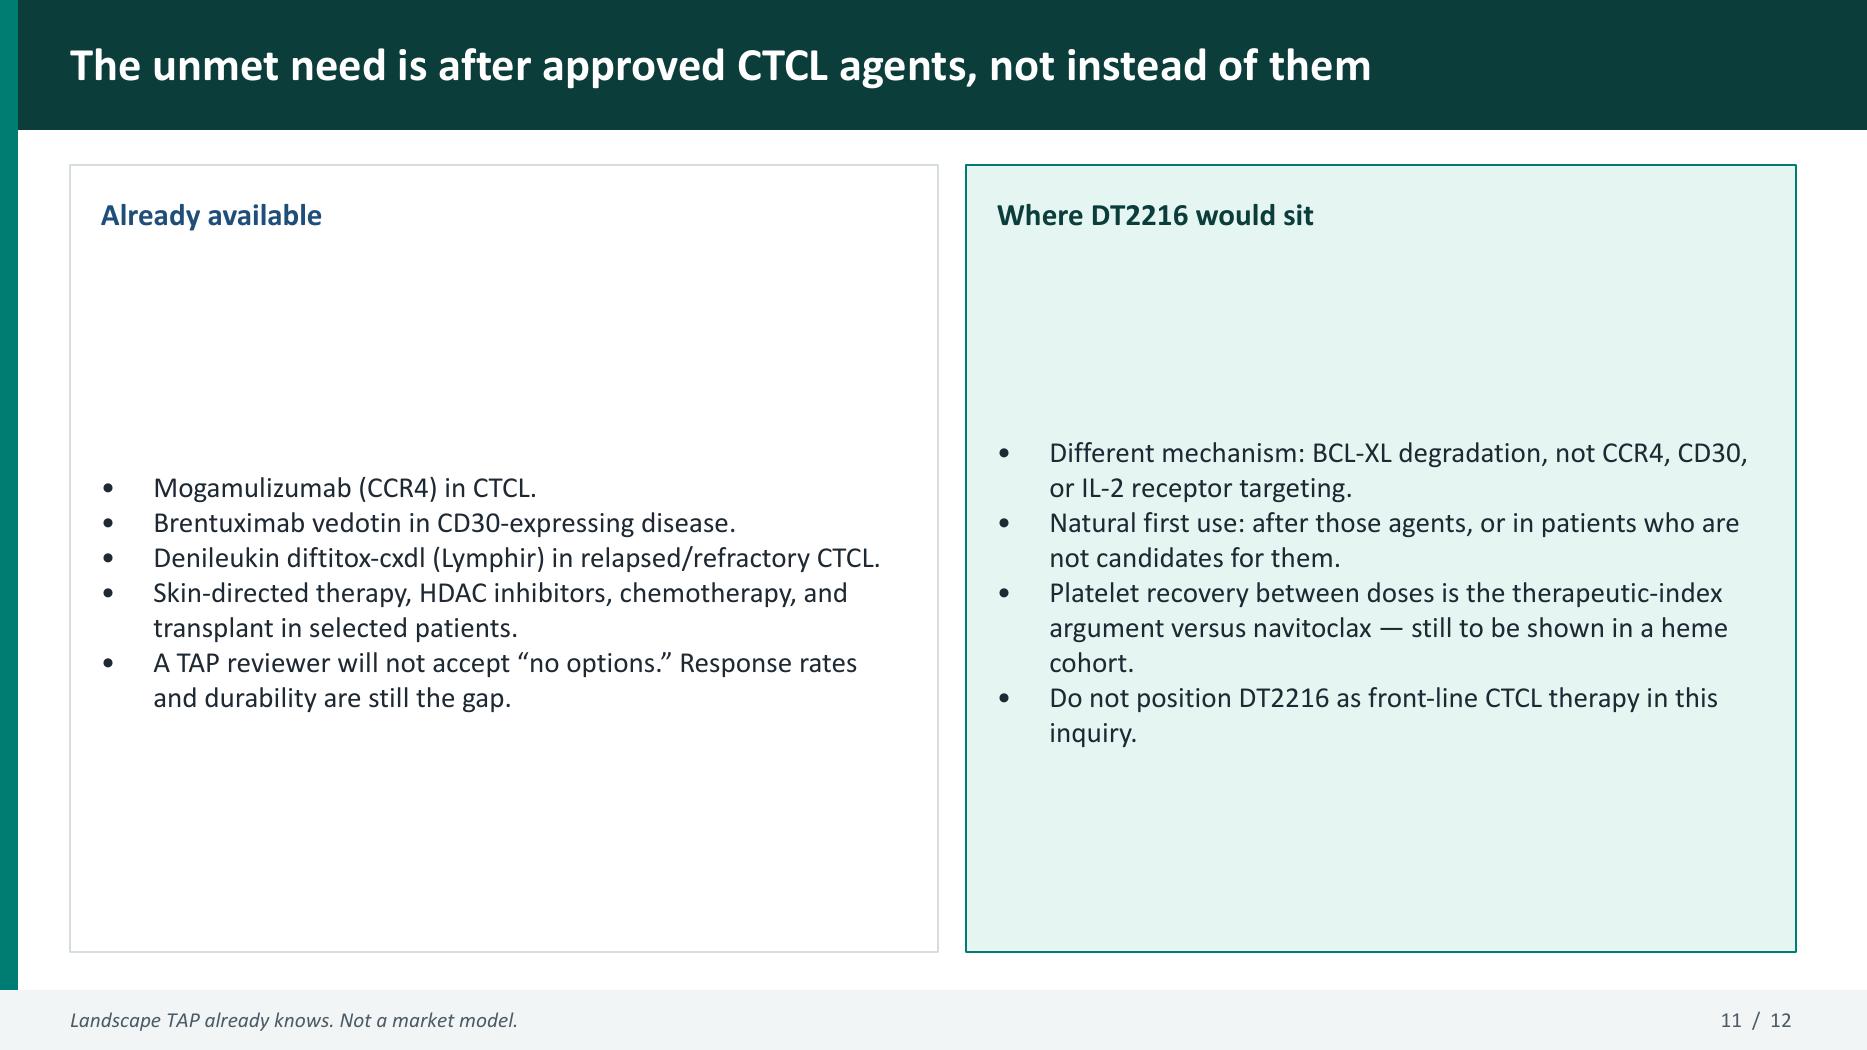 The unmet need is after approved CTCL agents, not instead of them
Already available
• Mogamulizumab (CCR4) in CTCL.
• Brentuximab vedotin in CD30-expressing disease.
• Denileukin diftitox-cxdl (Lymphir) in relapsed/refractory CTCL.
• Skin-directed therapy, HDAC inhibitors, chemotherapy, and
transplant in selected patients.
• A TAP reviewer will not accept “no options.” Response rates
and durability are still the gap.
Where DT2216 would sit
• Different mechanism: BCL-XL degradation, not CCR4, CD30,
or IL-2 receptor targeting.
• Natural first use: after those agents, or in patients who are
not candidates for them.
• Platelet recovery between doses is the therapeutic-index
argument versus navitoclax — still to be shown in a heme
cohort.
• Do not position DT2216 as front-line CTCL therapy in this
inquiry.
Landscape TAP already knows. Not a market model.
11 / 12